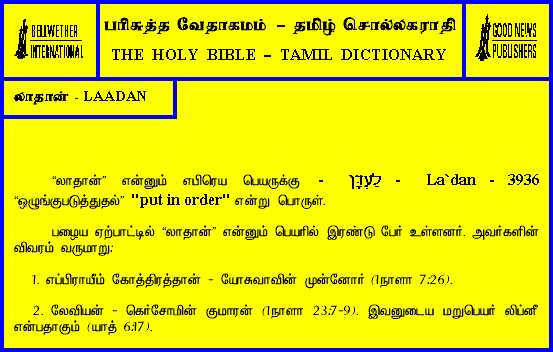 BELLWETHER
INTERNATIONAL
பரிசுத்த வேதாகமம் – தமிழ் சொல்லகராதி
THE HOLY BIBLE – TAMIL DICTIONARY
GOOD NEWS
PUBLISHERS
லாதான் - LAADAN
“லாதான்” என்னும் எபிரெய பெயருக்கு - לַעְדָּן - La`dan - 3936
“ஒழுங்குபடுத்துதல்” "put in order" என்று பொருள்.
பழைய ஏற்பாட்டில் “லாதான்” என்னும் பெயரில் இரண்டு பேர் உள்ளனர். அவர்களின்
விவரம் வருமாறு:
1. எப்பிராயீம் கோத்திரத்தான் – யோசுவாவின் முன்னோர் (1நாளா 7:26).
2. லேவியன் – கெர்சோமின் குமாரன் (1நாளா 23:7-9). இவனுடைய மறுபெயர் லிப்னீ
என்பதாகும் (யாத் 6:17).